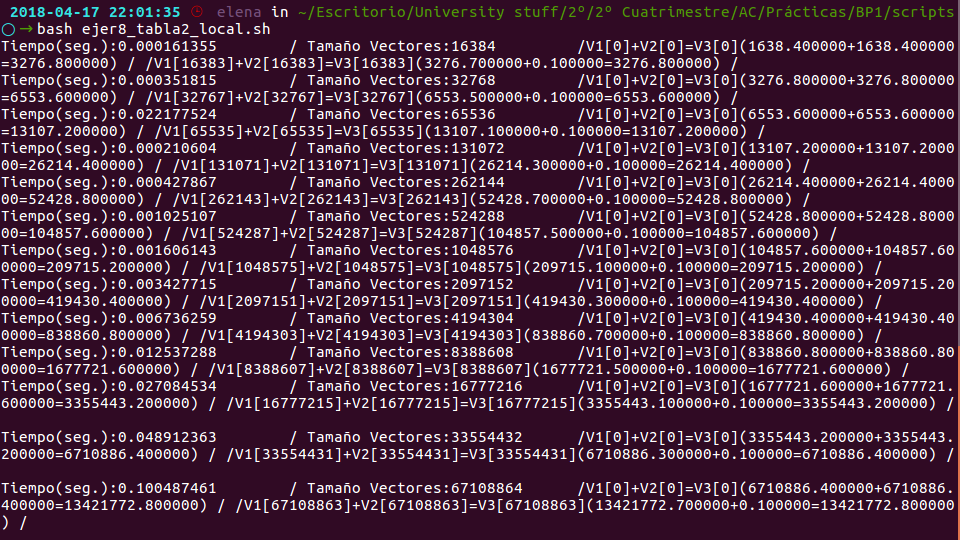 2018-04-17 22:01:35 elena in ~/Escritorio/University stuff/2º/2º Cuatrimestre/AC/Prácticas/BP1/scripts
→bash ejer8_tabla2_local.sh
Tiempo(seg.):0.000161355 / Tamaño Vectores:16384 /V1[0]+V2[0]=V3[0](1638.400000+1638.400000
=3276.800000) / /V1[16383]+V2[16383]=V3[16383](3276.700000+0.100000=3276.800000) /
Tiempo(seg.):0.000351815 / Tamaño Vectores:32768 /V1[0]+V2[0]=V3[0](3276.800000+3276.800000
=6553.600000) / /V1[32767]+V2[32767]=V3[32767](6553.500000+0.100000=6553.600000) /
Tiempo(seg.):0.022177524 / Tamaño Vectores:65536 /V1[0]+V2[0]=V3[0](6553.600000+6553.600000
=13107.200000) / /V1[65535]+V2[65535]=V3[65535](13107.100000+0.100000=13107.200000) /
Tiempo(seg.):0.000210604 / Tamaño Vectores:131072 /V1[0]+V2[0]=V3[0](13107.200000+13107.2000
00=26214.400000) / /V1[131071]+V2[131071]=V3[131071](26214.300000+0.100000=26214.400000) /
Tiempo(seg.):0.000427867 / Tamaño Vectores:262144 /V1[0]+V2[0]=V3[0](26214.400000+26214.4000
00=52428.800000) / /V1[262143]+V2[262143]=V3[262143](52428.700000+0.100000=52428.800000) /
Tiempo(seg.):0.001025107 / Tamaño Vectores:524288 /V1[0]+V2[0]=V3[0](52428.800000+52428.8000
00=104857.600000) / /V1[524287]+V2[524287]=V3[524287](104857.500000+0.100000=104857.600000) /
Tiempo(seg.):0.001606143 / Tamaño Vectores:1048576 /V1[0]+V2[0]=V3[0](104857.600000+104857.60
0000=209715.200000) / /V1[1048575]+V2[1048575]=V3[1048575](209715.100000+0.100000=209715.200000) /
Tiempo(seg.):0.003427715 / Tamaño Vectores:2097152 /V1[0]+V2[0]=V3[0](209715.200000+209715.20
0000=419430.400000) / /V1[2097151]+V2[2097151]=V3[2097151](419430.300000+0.100000=419430.400000) /
Tiempo(seg.):0.006736259 / Tamaño Vectores:4194304 /V1[0]+V2[0]=V3[0](419430.400000+419430.40
0000=838860.800000) / /V1[4194303]+V2[4194303]=V3[4194303](838860.700000+0.100000=838860.800000) /
Tiempo(seg.):0.012537288 / Tamaño Vectores:8388608 /V1[0]+V2[0]=V3[0](838860.800000+838860.80
0000=1677721.600000) / /V1[8388607]+V2[8388607]=V3[8388607](1677721.500000+0.100000=1677721.600000) /
Tiempo(seg.):0.027084534 / Tamaño Vectores:16777216 /V1[0]+V2[0]=V3[0](1677721.600000+1677721.
600000=3355443.200000) / /V1[16777215]+V2[16777215]=V3[16777215](3355443.100000+0.100000=3355443.200000) /
Tiempo(seg.):0.048912363 / Tamaño Vectores:33554432 /V1[0]+V2[0]=V3[0](3355443.200000+3355443.
200000=6710886.400000) / /V1[33554431]+V2[33554431]=V3[33554431](6710886.300000+0.100000=6710886.400000) /
Tiempo(seg.):0.100487461 / Tamaño Vectores:67108864 /V1[0]+V2[0]=V3[0](6710886.400000+6710886.
400000=13421772.800000) / /V1[67108863]+V2[67108863]=V3[67108863](13421772.700000+0.100000=13421772.800000
) /